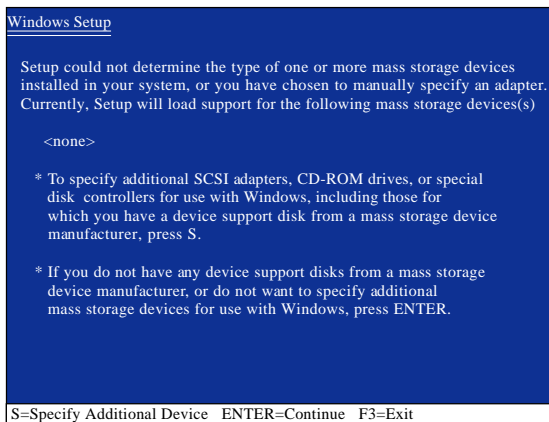 Windows Setup
Setup could not determine the type of one or more mass storage devices
installed in your system, or you have chosen to manually specify an adapter.
Currently, Setup will load support for the following mass storage devices(s)
<none>
* To specify additional SCSI adapters, CD-ROM drives, or special
disk controllers for use with Windows, including those for
which you have a device support disk from a mass storage device
manufacturer, press S.
* If you do not have any device support disks from a mass storage
device manufacturer, or do not want to specify additional
mass storage devices for use with Windows, press ENTER.
S=Specify Additional Device ENTER=Continue F3=Exit